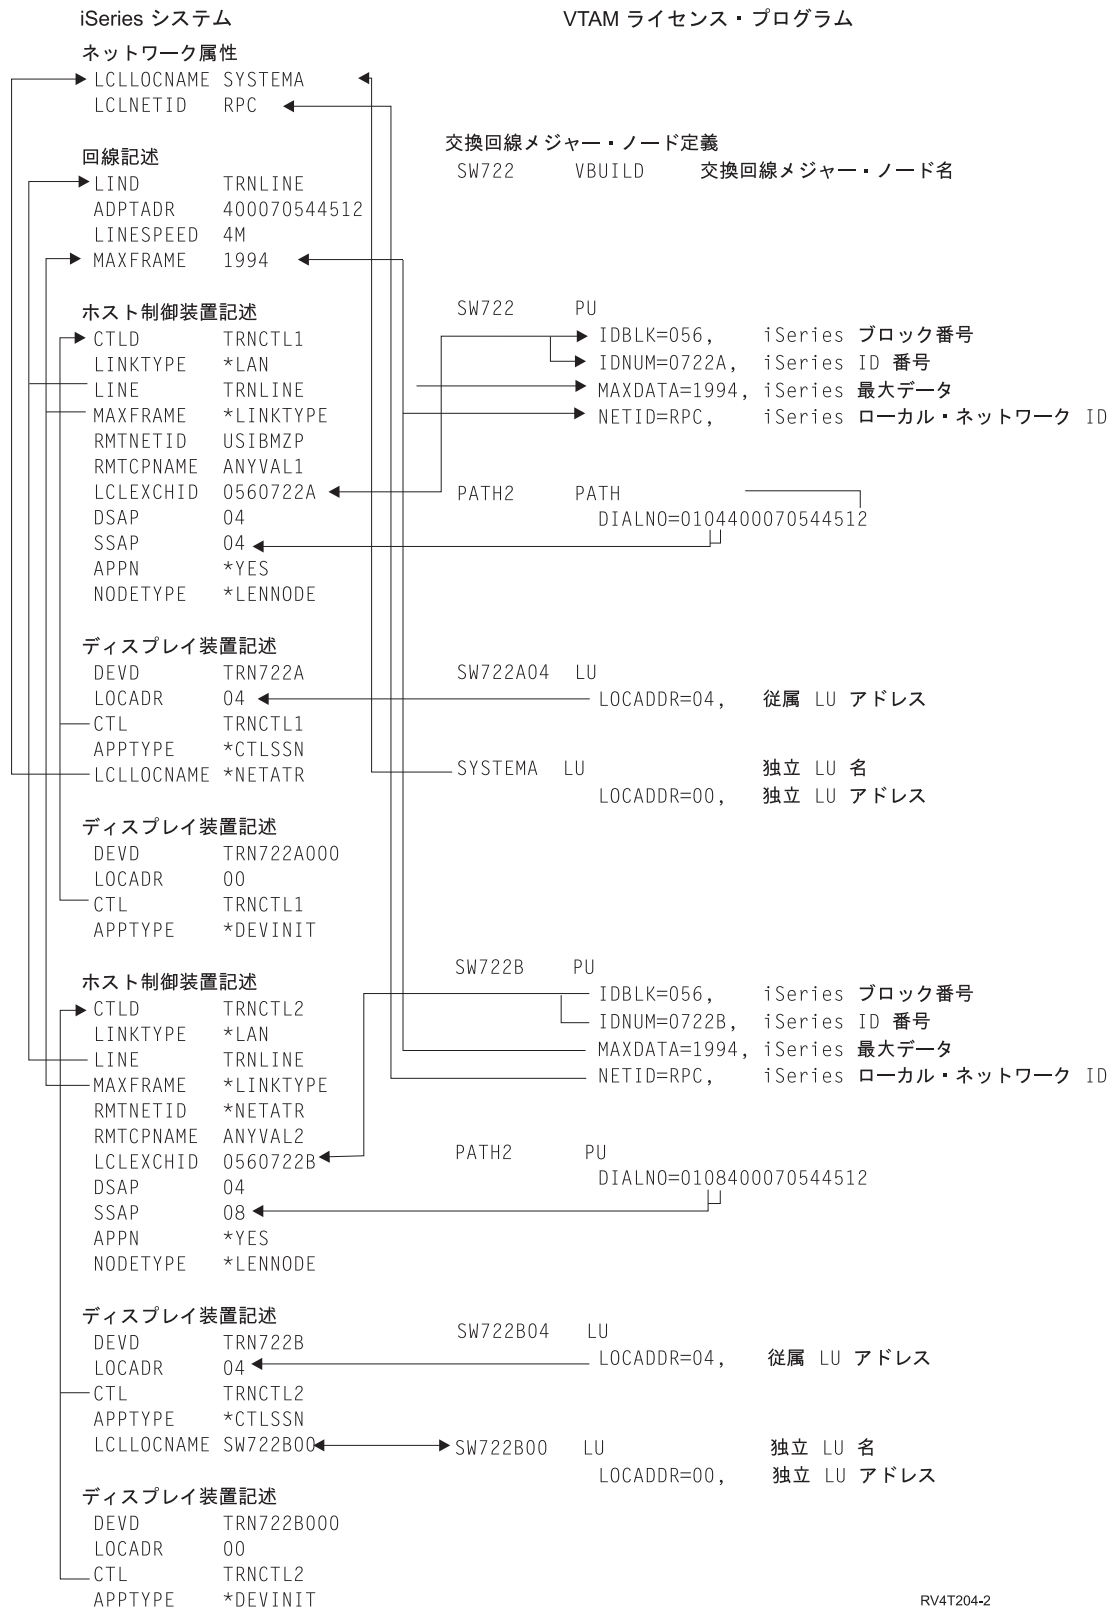 iSeries システム
ネットワーク属性
LCLLOCNAME SYSTEMA
LCLNETID RPC
回線記述
LIND TRNLINE
ADPTADR 400070544512
LINESPEED 4M
MAXFRAME 1994
ホスト制御装置記述
CTLD TRNCTL1
LINKTYPE *LAN
LINE TRNLINE
MAXFRAME *LINKTYPE
RMTNETID USIBMZP
RMTCPNAME ANYVAL1
LCLEXCHID 0560722A
DSAP 04
SSAP 04
APPN *YES
NODETYPE *LENNODE
ディスプレイ装置記述
DEVD TRN722A
LOCADR 04
CTL TRNCTL1
APPTYPE *CTLSSN
LCLLOCNAME *NETATR
ディスプレイ装置記述
DEVD TRN722A000
LOCADR 00
CTL TRNCTL1
APPTYPE *DEVINIT
ホスト制御装置記述
CTLD TRNCTL2
LINKTYPE *LAN
LINE TRNLINE
MAXFRAME *LINKTYPE
RMTNETID *NETATR
RMTCPNAME ANYVAL2
LCLEXCHID 0560722B
DSAP 04
SSAP 08
APPN *YES
NODETYPE *LENNODE
ディスプレイ装置記述
DEVD TRN722B
LOCADR 04
CTL TRNCTL2
APPTYPE *CTLSSN
LCLLOCNAME SW722B00
ディスプレイ装置記述
DEVD TRN722B000
LOCADR 00
CTL TRNCTL2
APPTYPE *DEVINIT
VTAM ライセンス・プログラム
交換回線メジャー・ノード定義
SW722 VBUILD 交換回線メジャー・ノード名
SW722 PU
IDBLK=056, iSeries ブロック番号
IDNUM=0722A, iSeries ID 番号
MAXDATA=1994, iSeries 最大データ
NETID=RPC, iSeries ローカル・ネットワーク ID
PATH2 PATH
DIALNO=0104400070544512
SW722A04 LU
LOCADDR=04, 従属 LU アドレス
SYSTEMA LU 独立 LU 名
LOCADDR=00, 独立 LU アドレス
SW722B PU
IDBLK=056, iSeries ブロック番号
IDNUM=0722B, iSeries ID 番号
MAXDATA=1994, iSeries 最大データ
NETID=RPC, iSeries ローカル・ネットワーク ID
PATH2 PU
DIALNO=0108400070544512
SW722B04 LU
LOCADDR=04, 従属 LU アドレス
SW722B00 LU 独立 LU 名
LOCADDR=00, 独立 LU アドレス
RV4T204-2